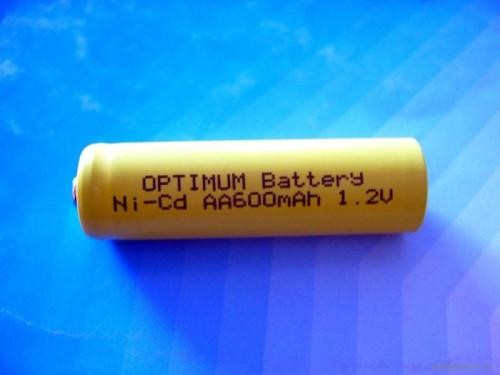 OPTIMUM Battery
Ni-Cd AA600mAh 1.2V